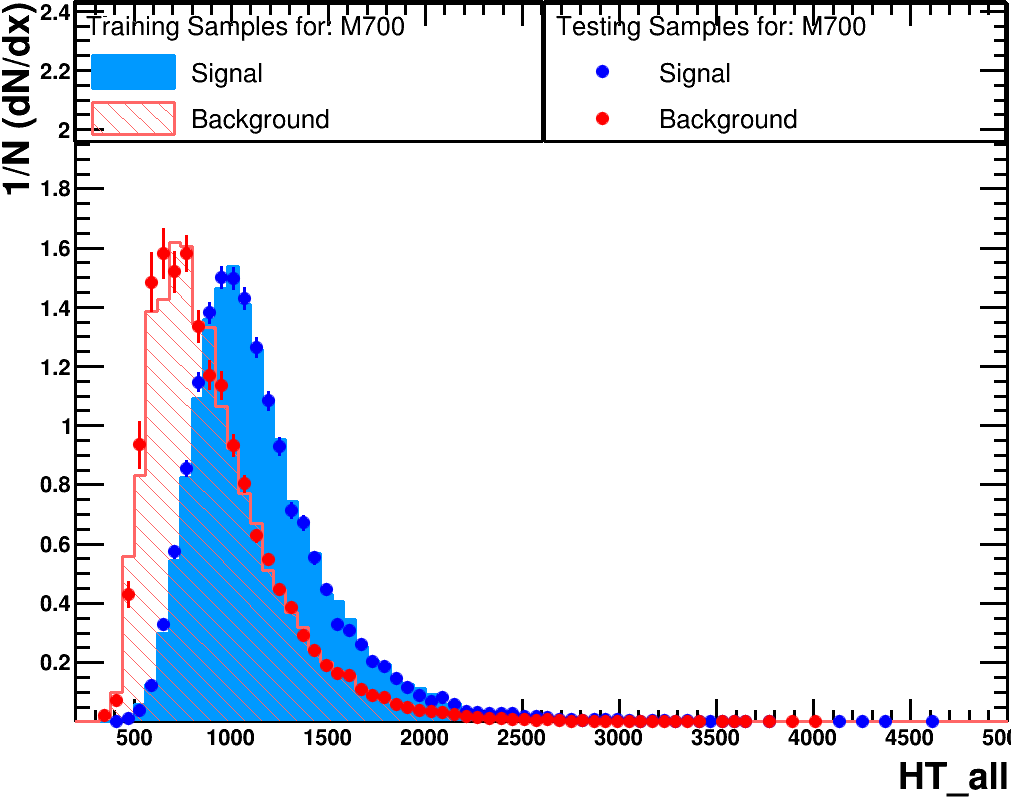 Training Samples for: M700
Signal
Background
Testing Samples for: M700
Signal
Background
1/N (dN/dx)
2.4
2.2
2
1.8
1.6
1.4
1.2
1
0.8
0.6
0.4
0.2
500 1000 1500 2000 2500 3000 3500 4000 4500 500
HT_all